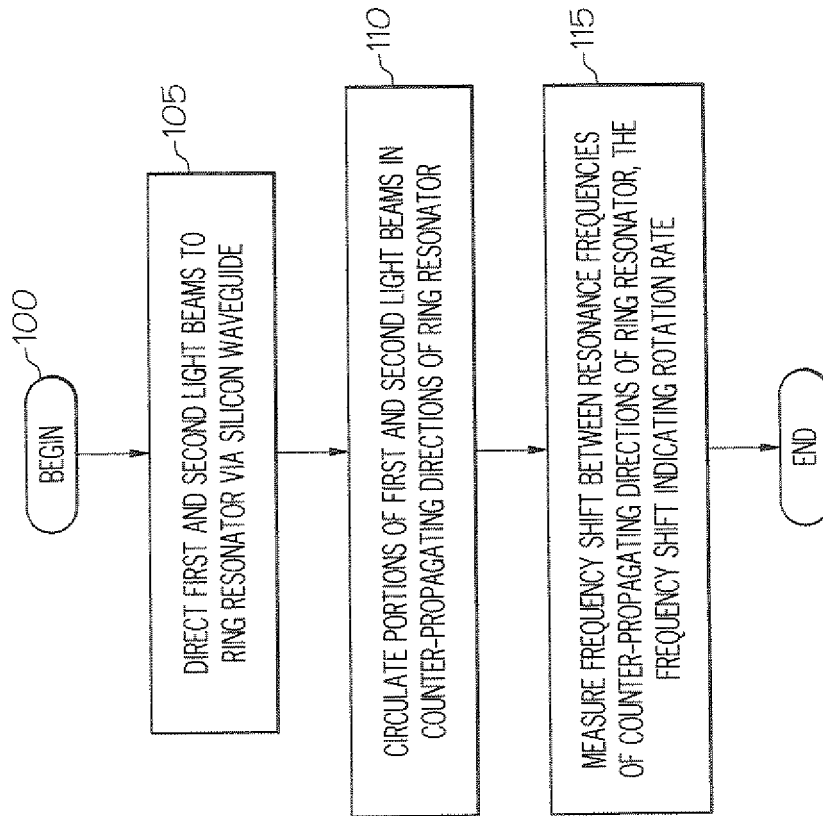 100
BEGIN
105
DIRECT FIRST AND SECOND LIGHT BEAMS TO
RING RESONATOR VIA SILICON WAVEGUIDE
110
CIRCULATE PORTIONS OF FIRST AND SECOND LIGHT BEAMS IN
COUNTER-PROPAGATING DIRECTIONS OF RING RESONATOR
115
MEASURE FREQUENCY SHIFT BETWEEN RESONANCE FREQUENCIES
OF COUNTER-PROPAGATING DIRECTIONS OF RING RESONATOR, THE
FREQUENCY SHIFT INDICATING ROTATION RATE
END